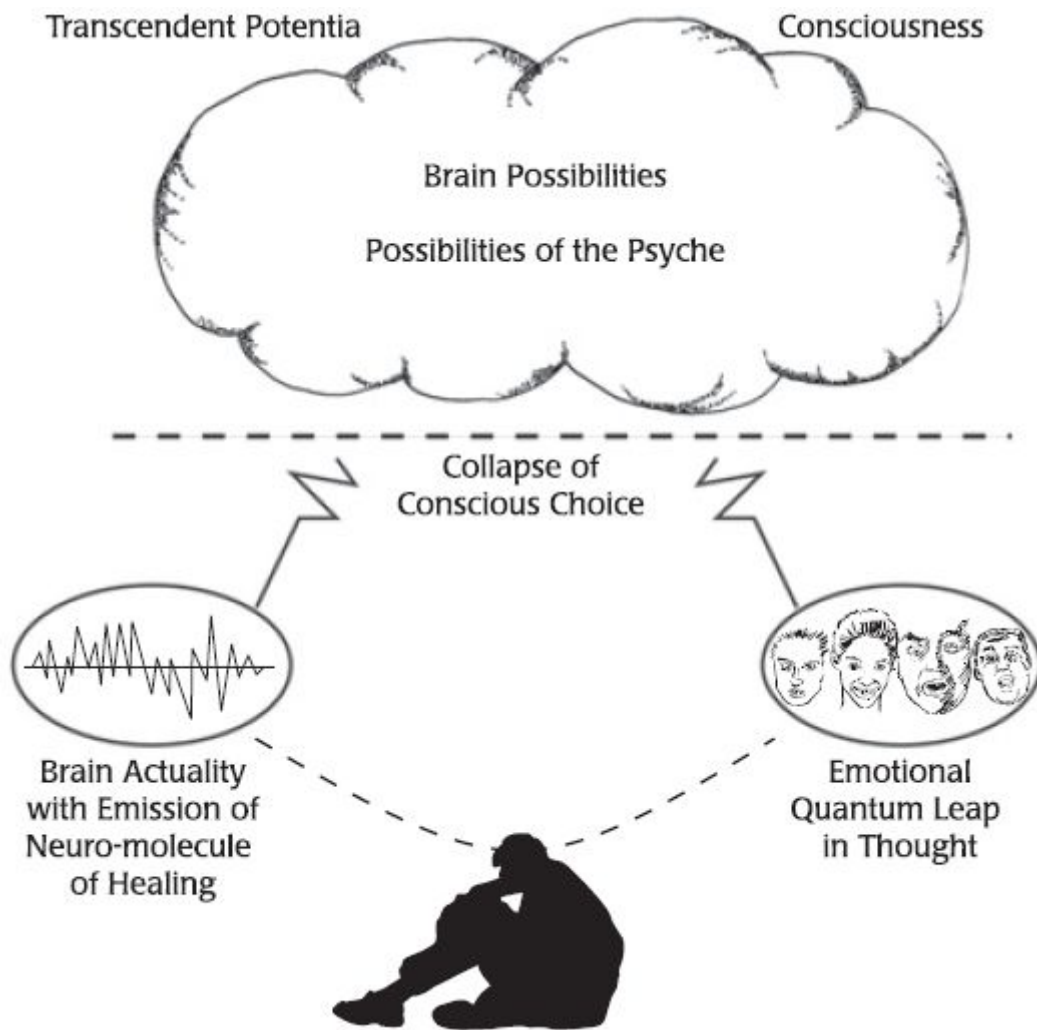 Transcendent Potentia
Consciousness
Brain Possibilities
Possibilities of the Psyche
Collapse of
Conscious Choice
Brain Actuality
with Emission of
Neuro-molecule
of Healing
Emotional
Quantum Leap
in Thought